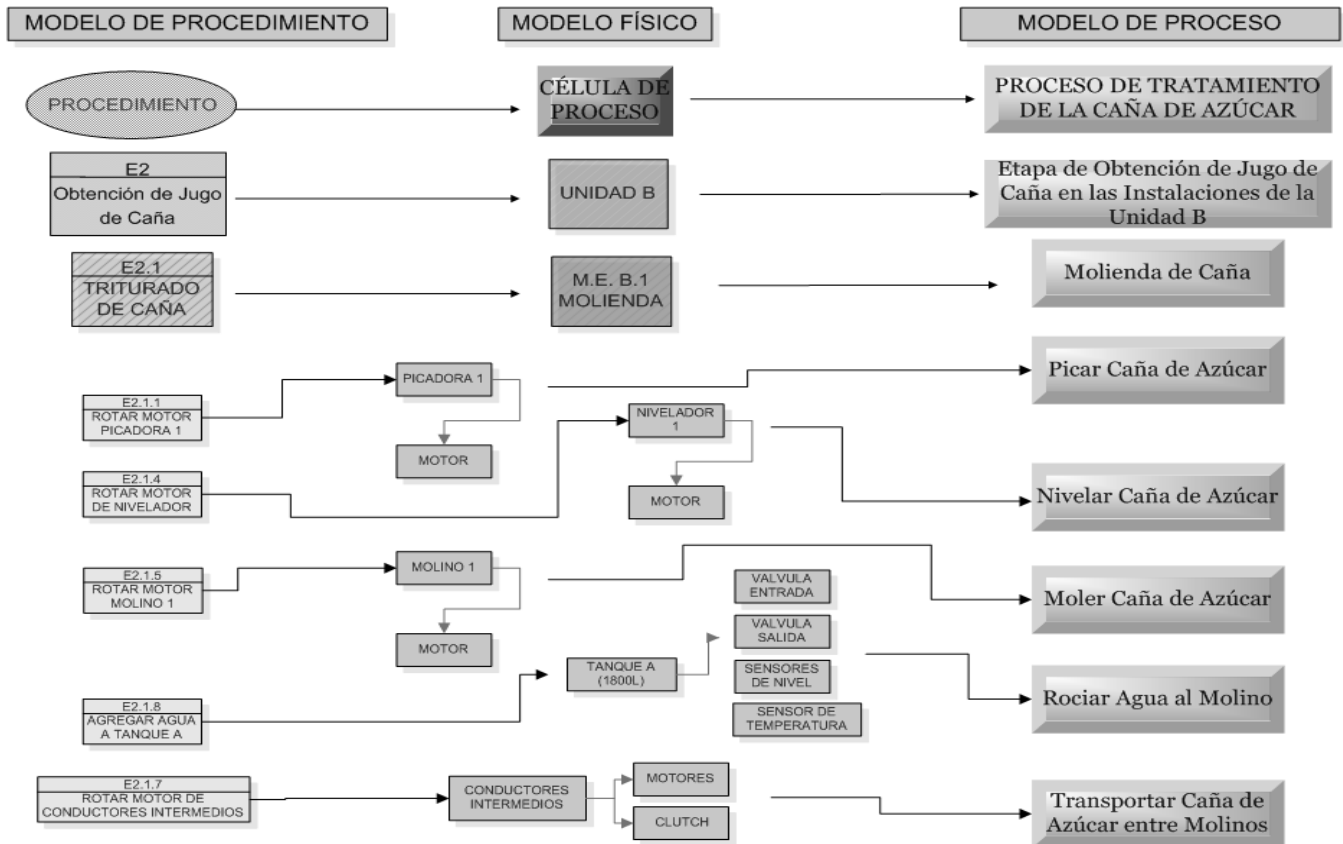 MODELO DE PROCEDIMIENTO
MODELO FÍSICO
MODELO DE PROCESO
PROCEDIMIENTO
CÉLULA DE
PROCESO
PROCESO DE TRATAMIENTO
DE LA CAÑA DE AZÚCAR
E2
Obtención de Jugo
de Caña
UNIDAD B
Etapa de Obtención de Jugo de
Caña en las Instalaciones de la
Unidad B
E2.1
TRITURADO
DE CAÑA
M.E. B.1
MOLIENDA
Molienda de Caña
E2.1.1
ROTAR MOTOR
PICADORA 1
PICADORA 1
MOTOR
Picar Caña de Azúcar
E2.1.4
ROTAR MOTOR
DE NIVELADOR
NIVELADOR
1
MOTOR
Nivelar Caña de Azúcar
E2.1.5
ROTAR MOTOR
MOLINO 1
MOLINO 1
MOTOR
Moler Caña de Azúcar
E2.1.8
AGREGAR AGUA
A TANQUE A
TANQUE A
(1800L)
VALVULA
ENTRADA
VALVULA
SALIDA
SENSORES
DE NIVEL
SENSOR DE
TEMPERATURA
Rociar Agua al Molino
E2.1.7
ROTAR MOTOR DE
CONDUCTORES INTERMEDIOS
CONDUCTORES
INTERMEDIOS
MOTORES
CLUTCH
Transportar Caña de
Azúcar entre Molinos